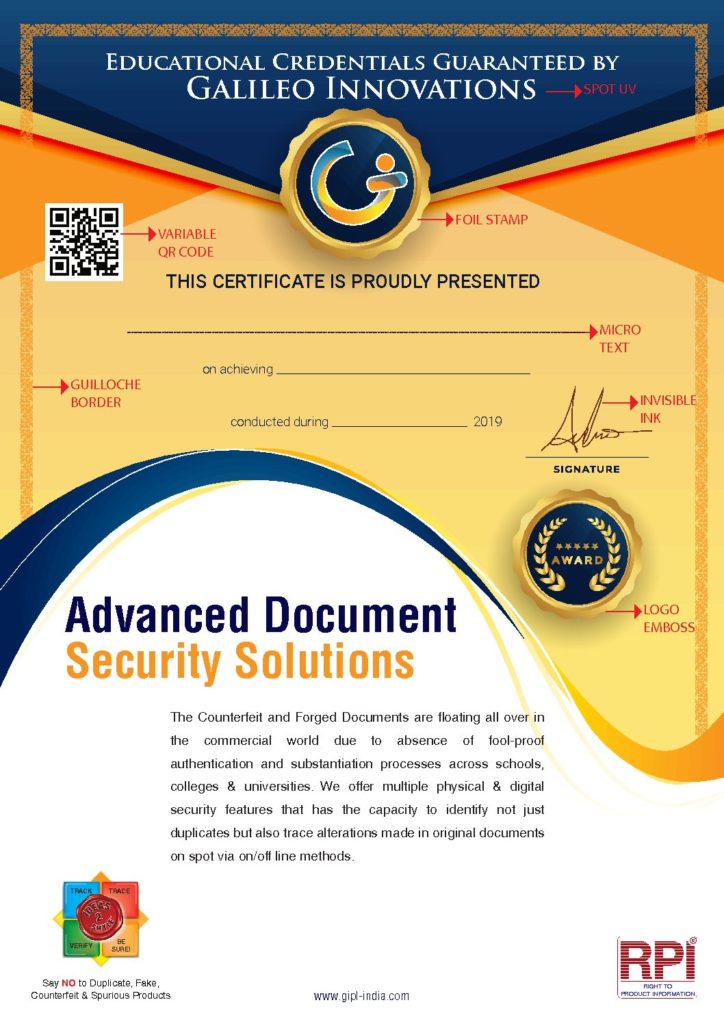 EDUCATIONAL CREDENTIALS GUARANTEED BY
GALILEO INNOVATIONS
SPOT UV
FOIL STAMP
VARIABLE
QR CODE
THIS CERTIFICATE IS PROUDLY PRESENTED
MICRO
TEXT
on achieving
GUILLOCHE
BORDER
INVISIBLE
INK
conducted during 2019
SIGNATURE
AWARD
LOGO
EMBOSS
Advanced Document
Security Solutions
The Counterfeit and Forged Documents are floating all over in
the commercial world due to absence of fool-proof
authentication and substantiation processes across schools,
colleges & universities. We offer multiple physical & digital
security features that has the capacity to identify not just
duplicates but also trace alterations made in original documents
on spot via on/off line methods.
TRACK TRACE
VERIFY BE
SURE!
Say NO to Duplicate, Fake,
Counterfeit & Spurious Products
www.gipl-india.com
RPI®
RIGHT TO
PRODUCT INFORMATION